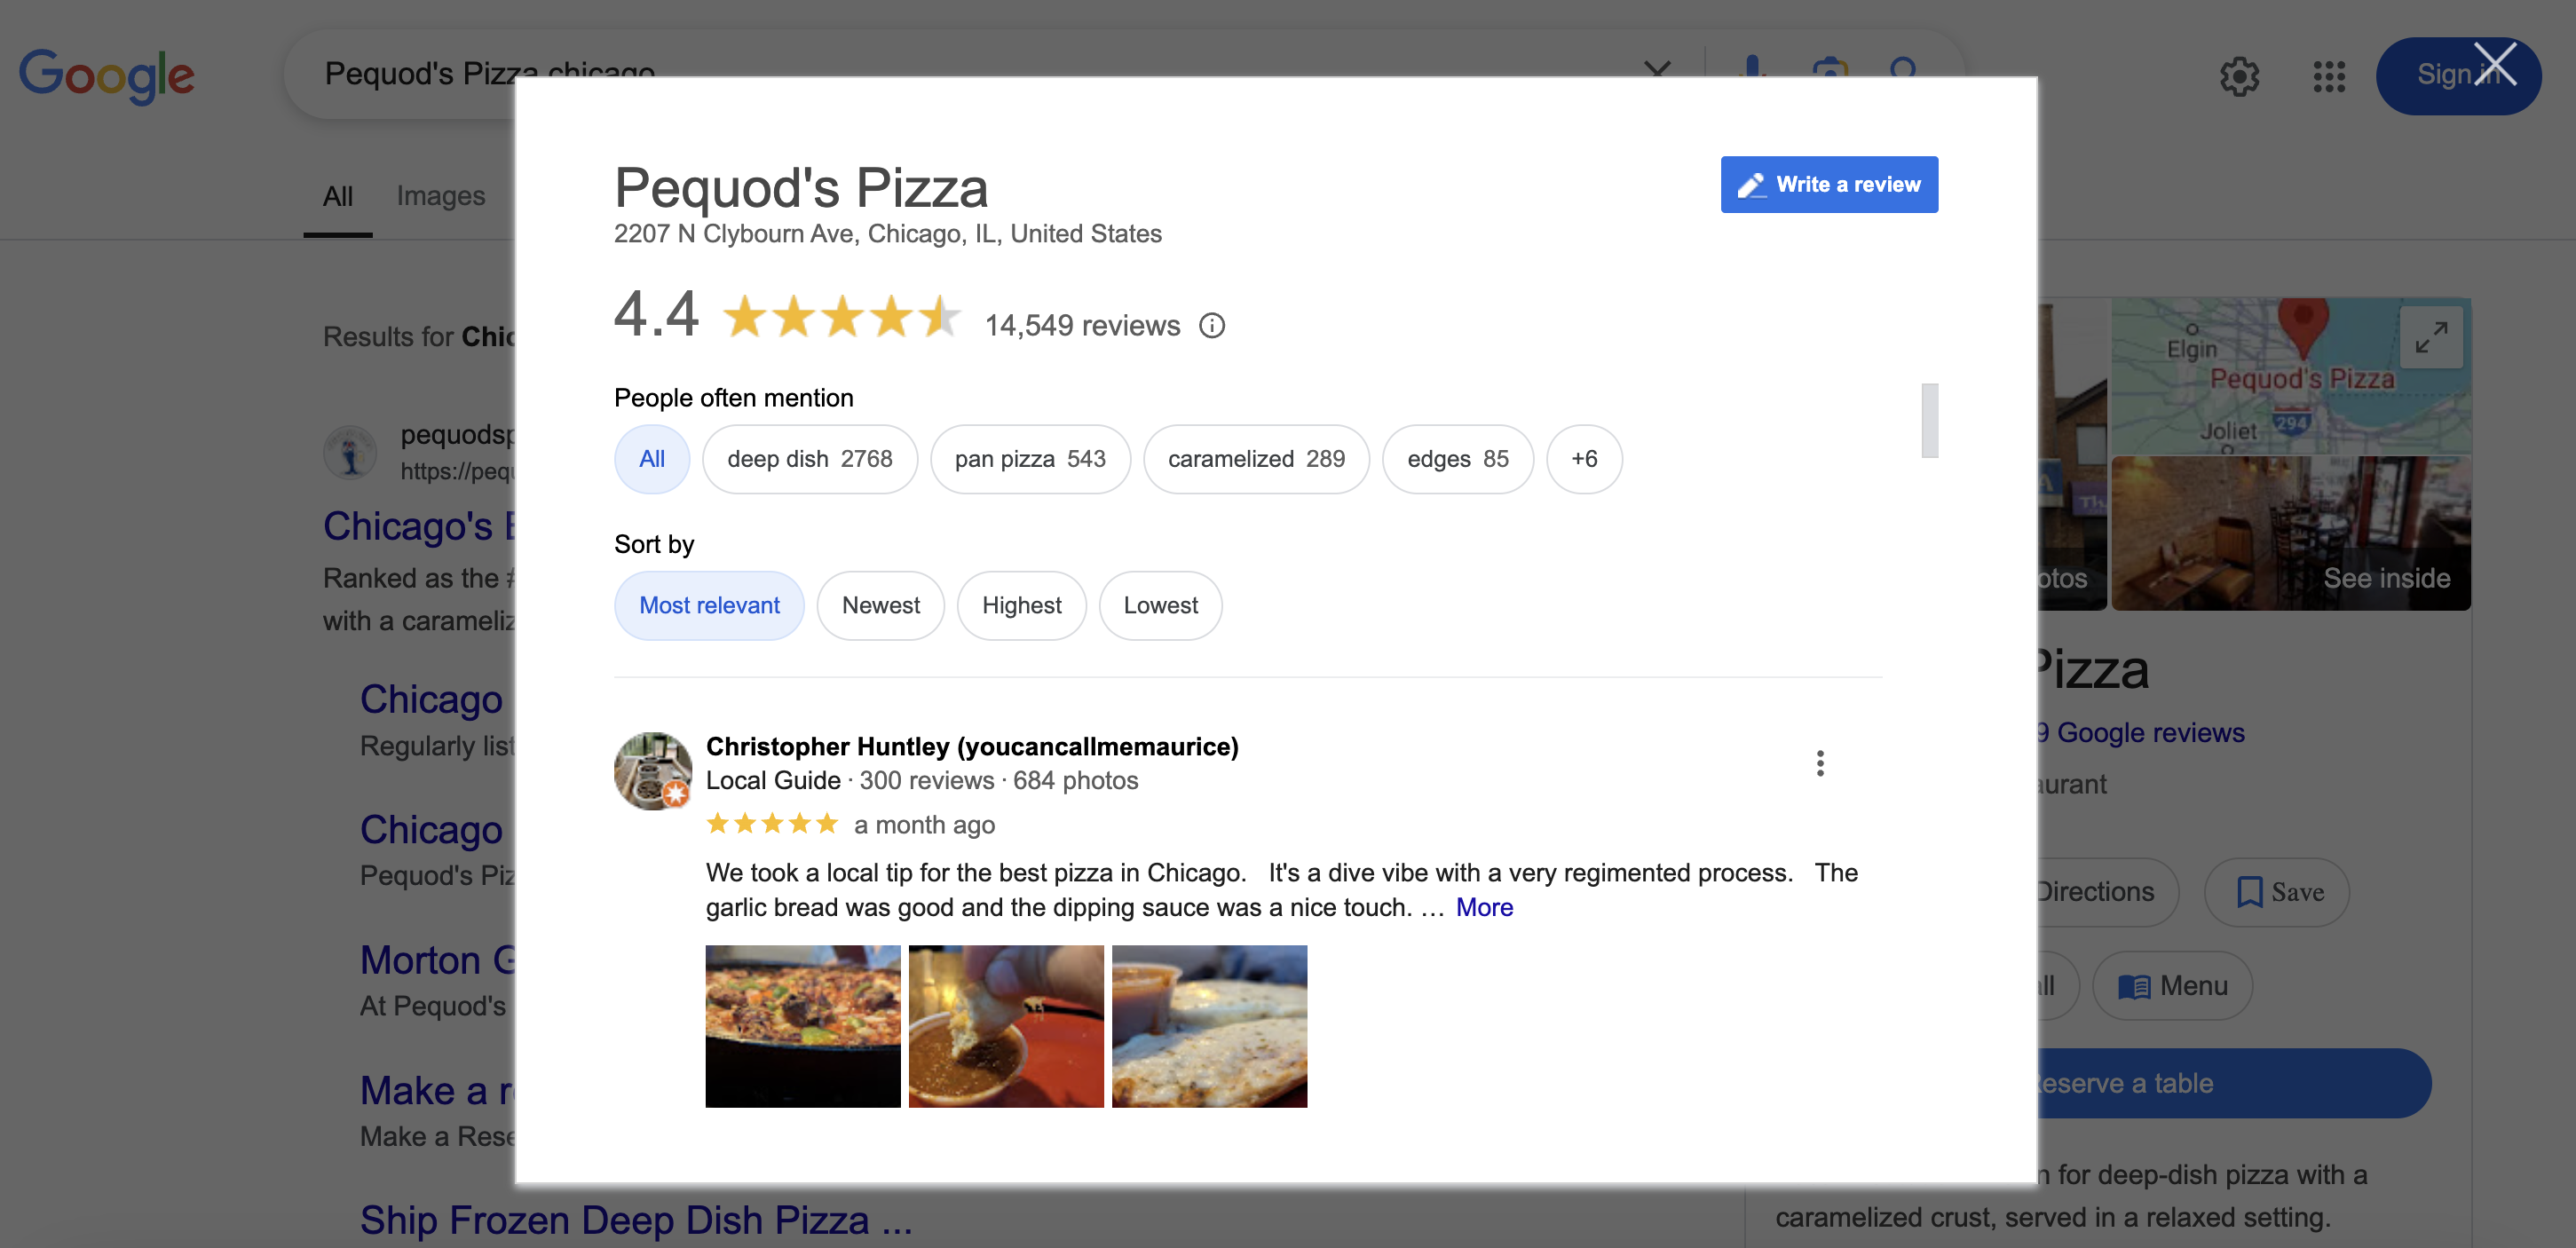 Google
Pequod's Pizza chicago
Sign in
All Images
Results for
pequodsp
https://pequ
Chicago's
Ranked as the
with a carameliz
Chicago
Regularly list
Chicago
Pequod's Piz
Morton
At Pequod's
Make a r
Make a Rese
Ship Frozen Deep Dish Pizza ...
Pequod's Pizza
2207 N Clybourn Ave, Chicago, IL, United States
Write a review
4.4 14,549 reviews
People often mention
All deep dish 2768 pan pizza 543 caramelized 289 edges 85 +6
Sort by
Most relevant Newest Highest Lowest
Christopher Huntley (youcancallmemaurice)
Local Guide · 300 reviews · 684 photos
a month ago
We took a local tip for the best pizza in Chicago. It's a dive vibe with a very regimented process. The
garlic bread was good and the dipping sauce was a nice touch. … More
Elgin
Pequod's Pizza
294
Joliet
otos
See inside
Pizza
9 Google reviews
aurant
Directions Save
all Menu
Reserve a table
n for deep-dish pizza with a
caramelized crust, served in a relaxed setting.